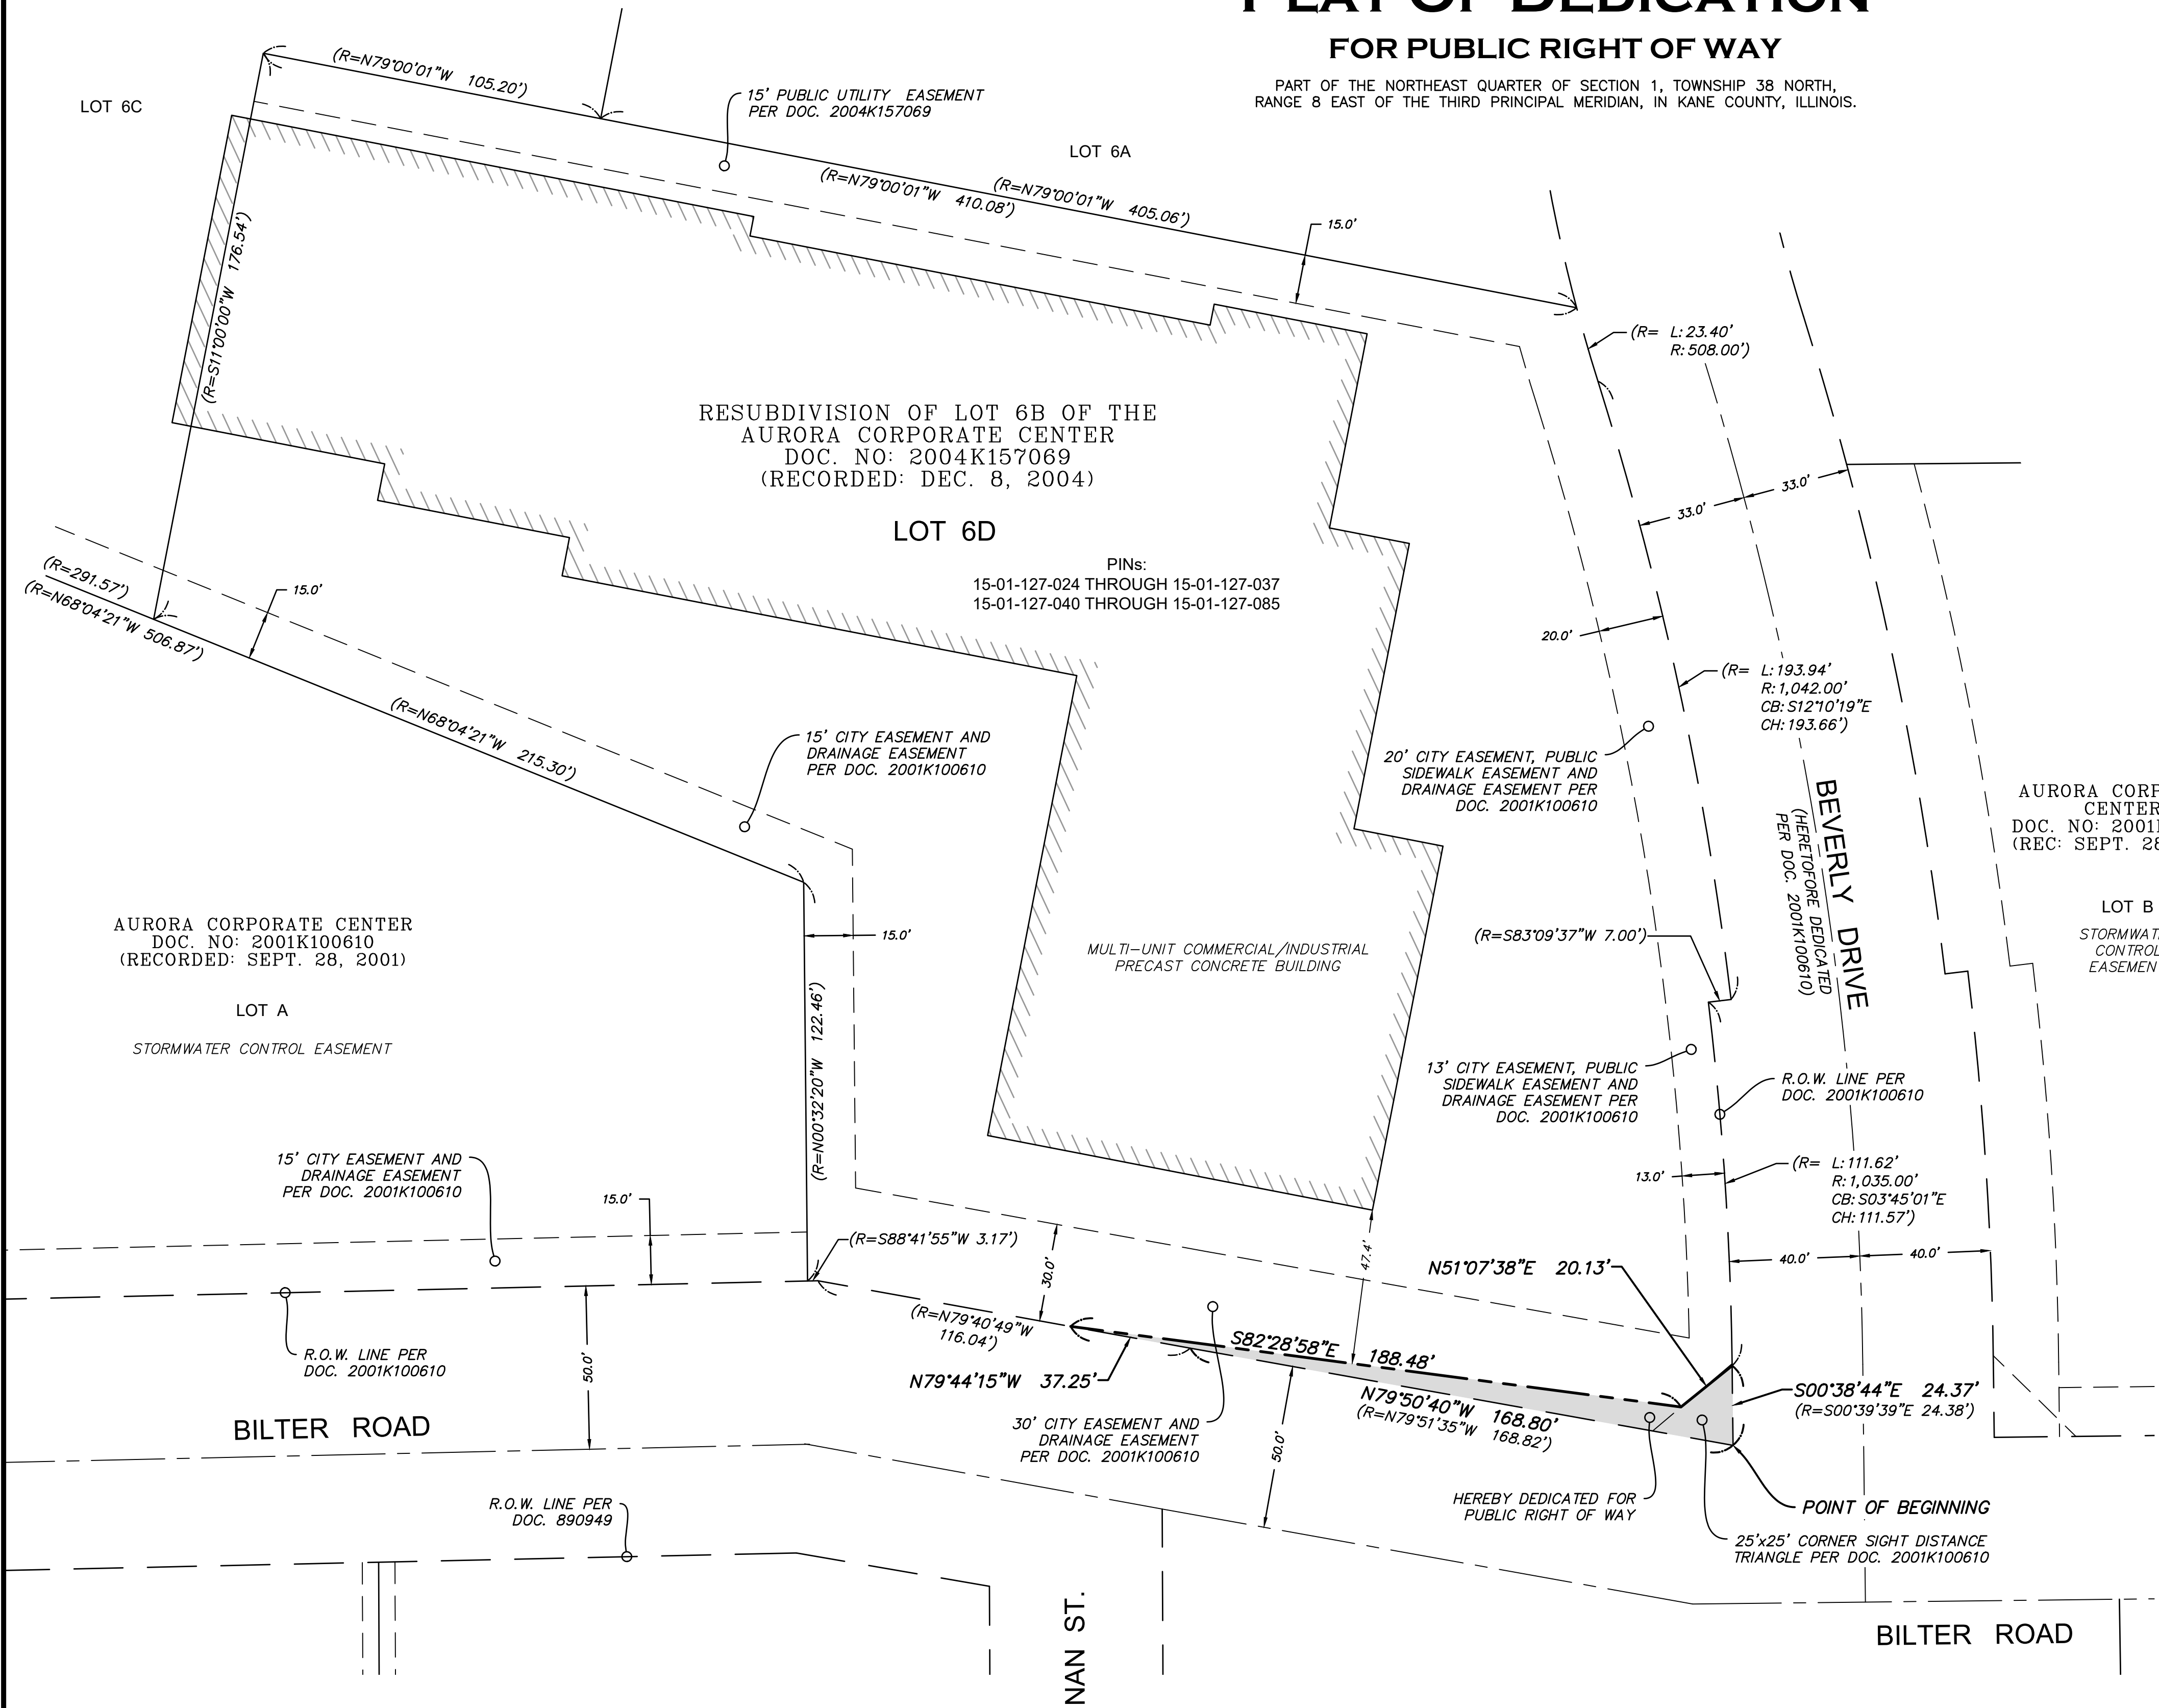 PLAT OF DEDICATION
FOR PUBLIC RIGHT OF WAY
PART OF THE NORTHEAST QUARTER OF SECTION 1, TOWNSHIP 38 NORTH,
RANGE 8 EAST OF THE THIRD PRINCIPAL MERIDIAN, IN KANE COUNTY, ILLINOIS.
LOT 6C
(R=N79°00'01"W 105.20')
15' PUBLIC UTILITY EASEMENT
PER DOC. 2004K157069
LOT 6A
(R=N79°00'01"W 410.08')
(R=N79°00'01"W 405.06')
15.0'
(R=S11°00'00"W 176.54')
(R= L:23.40'
R:508.00')
RESUBDIVISION OF LOT 6B OF THE
AURORA CORPORATE CENTER
DOC. NO: 2004K157069
(RECORDED: DEC. 8, 2004)
LOT 6D
PINs:
15-01-127-024 THROUGH 15-01-127-037
15-01-127-040 THROUGH 15-01-127-085
33.0'
33.0'
20.0'
(R=291.57')
(R=N68°04'21"W 506.87')
15.0'
(R=N68°04'21"W 215.30')
15' CITY EASEMENT AND
DRAINAGE EASEMENT
PER DOC. 2001K100610
(R= L:193.94'
R:1,042.00'
CB:S12°10'19"E
CH:193.66')
20' CITY EASEMENT, PUBLIC
SIDEWALK EASEMENT AND
DRAINAGE EASEMENT PER
DOC. 2001K100610
BEVERLY DRIVE
(HERETOFORE DEDICATED
PER DOC. 2001K100610)
AURORA CORP
CENTER
DOC. NO: 2001
(REC: SEPT. 28
LOT B
STORMWAT
CONTROL
EASEMEN
AURORA CORPORATE CENTER
DOC. NO: 2001K100610
(RECORDED: SEPT. 28, 2001)
LOT A
STORMWATER CONTROL EASEMENT
15.0'
(R=N00°32'20"W 122.46')
MULTI-UNIT COMMERCIAL/INDUSTRIAL
PRECAST CONCRETE BUILDING
(R=S83°09'37"W 7.00')
13' CITY EASEMENT, PUBLIC
SIDEWALK EASEMENT AND
DRAINAGE EASEMENT PER
DOC. 2001K100610
R.O.W. LINE PER
DOC. 2001K100610
15' CITY EASEMENT AND
DRAINAGE EASEMENT
PER DOC. 2001K100610
15.0'
13.0'
(R= L:111.62'
R:1,035.00'
CB:S03°45'01"E
CH:111.57')
(R=S88°41'55"W 3.17')
30.0'
47.4'
40.0'
40.0'
N51°07'38"E 20.13'
(R=N79°40'49"W
116.04')
S82°28'58"E 188.48'
N79°44'15"W 37.25'
R.O.W. LINE PER
DOC. 2001K100610
50.0'
N79°50'40"W 168.80'
(R=N79°51'35"W 168.82')
S00°38'44"E 24.37'
(R=S00°39'39"E 24.38')
BILTER ROAD
30' CITY EASEMENT AND
DRAINAGE EASEMENT
PER DOC. 2001K100610
50.0'
R.O.W. LINE PER
DOC. 890949
HEREBY DEDICATED FOR
PUBLIC RIGHT OF WAY
POINT OF BEGINNING
25'x25' CORNER SIGHT DISTANCE
TRIANGLE PER DOC. 2001K100610
NAN ST.
BILTER ROAD